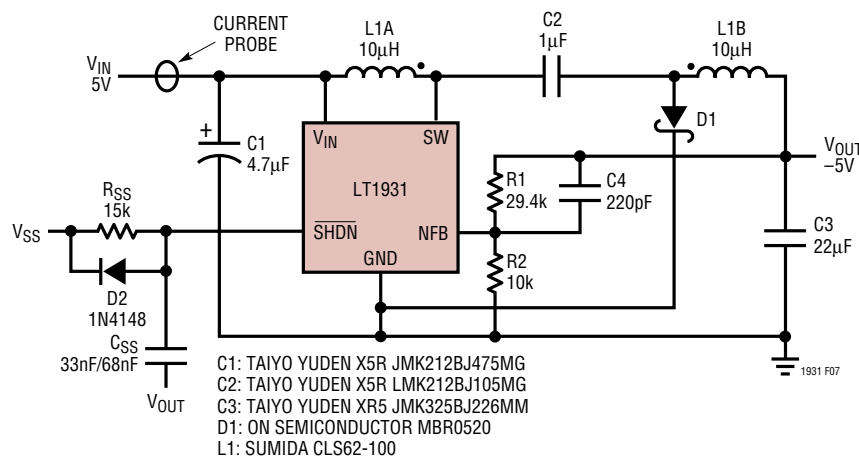 CURRENT
PROBE
VIN
5V
L1A
10µH
C2
1µF
L1B
10µH
D1
+
C1
4.7µF
VIN
SW
LT1931
SHDN
NFB
GND
R1
29.4k
C4
220pF
R2
10k
VOUT
–5V
C3
22µF
RSS
15k
VSS
D2
1N4148
CSS
33nF/68nF
VOUT
C1: TAIYO YUDEN X5R JMK212BJ475MG
C2: TAIYO YUDEN X5R LMK212BJ105MG
C3: TAIYO YUDEN XR5 JMK325BJ226MM
D1: ON SEMICONDUCTOR MBR0520
L1: SUMIDA CLS62-100
1931 F07